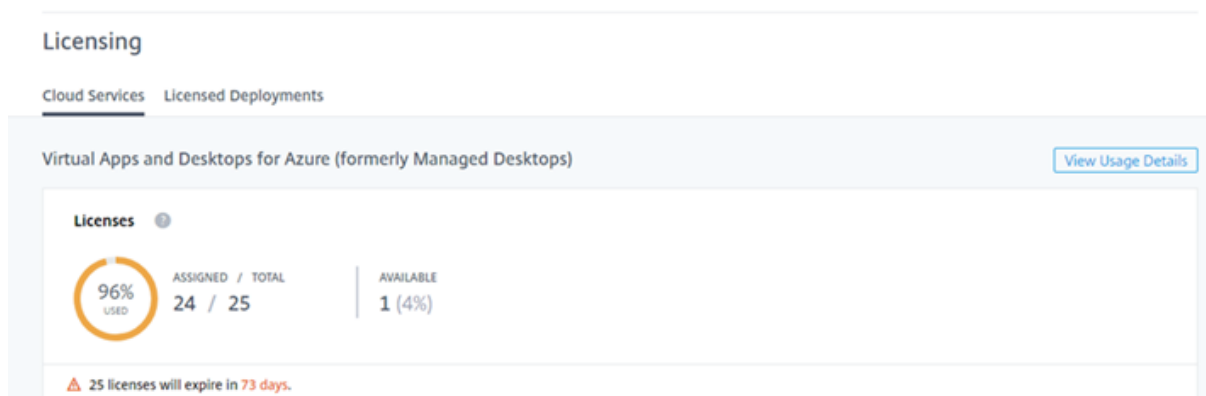 Licensing
Cloud Services Licensed Deployments
Virtual Apps and Desktops for Azure (formerly Managed Desktops) View Usage Details
Licenses ?
96% USED
ASSIGNED / TOTAL AVAILABLE
24 / 25 1 (4%)
25 licenses will expire in 73 days.